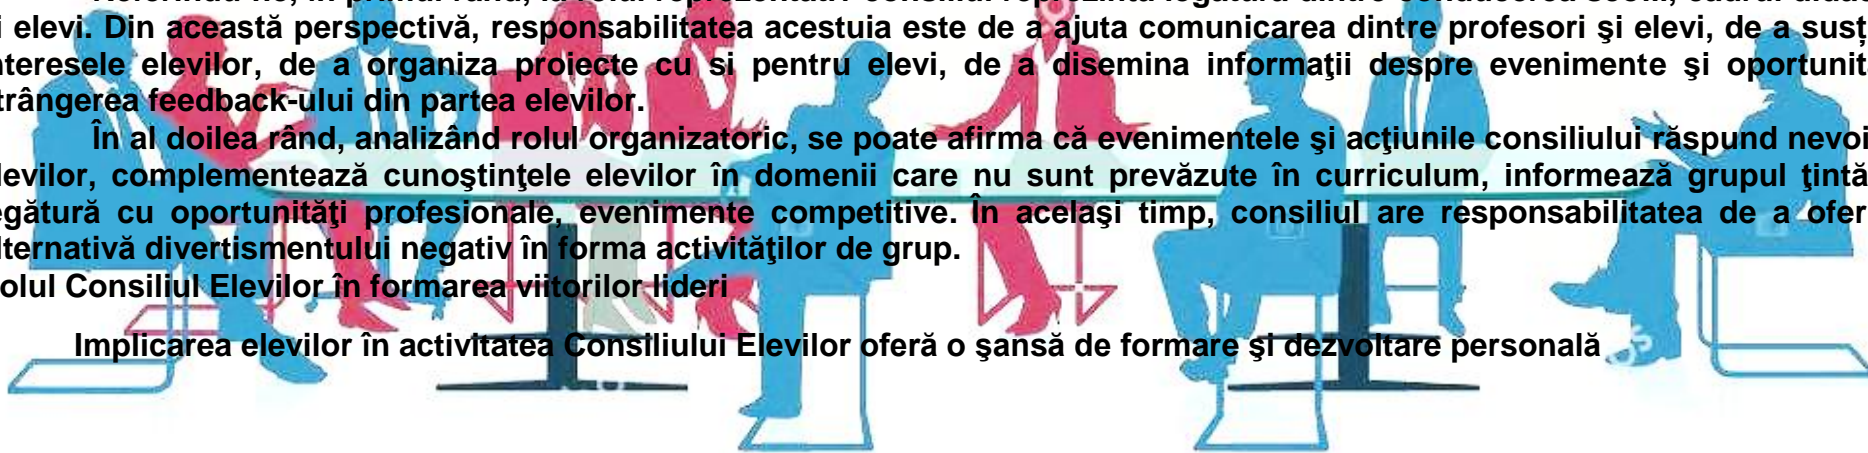 i elevi. Din această perspectivă, responsabilitatea acestuia este de a ajuta comunicarea dintre profesori şi elevi, de a susț
nteresele elevilor, de a organiza proiecte cu si pentru elevi, de a disemina informaţii despre evenimente şi oportunită
trângerea feedback-ului din partea elevilor.
În al doilea rând, analizând rolul organizatoric, se poate afirma că evenimentele şi acţiunile consiliului răspund nevoi
levilor, complementează cunoştinţele elevilor în domenii care nu sunt prevăzute în curriculum, informează grupul ţintă
egătură cu oportunităţi profesionale, evenimente competitive. În acelaşi timp, consiliul are responsabilitatea de a ofer
lternativă divertismentului negativ în forma activităţilor de grup.
olul Consiliul Elevilor în formarea viitorilor lideri
Implicarea elevilor în activitatea Consiliului Elevilor oferă o şansă de formare şi dezvoltare personală